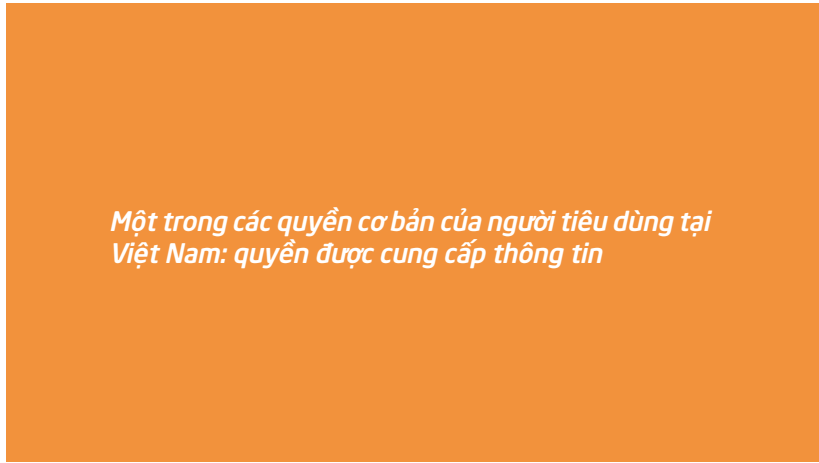 Một trong các quyền cơ bản của người tiêu dùng tại
Việt Nam: quyền được cung cấp thông tin